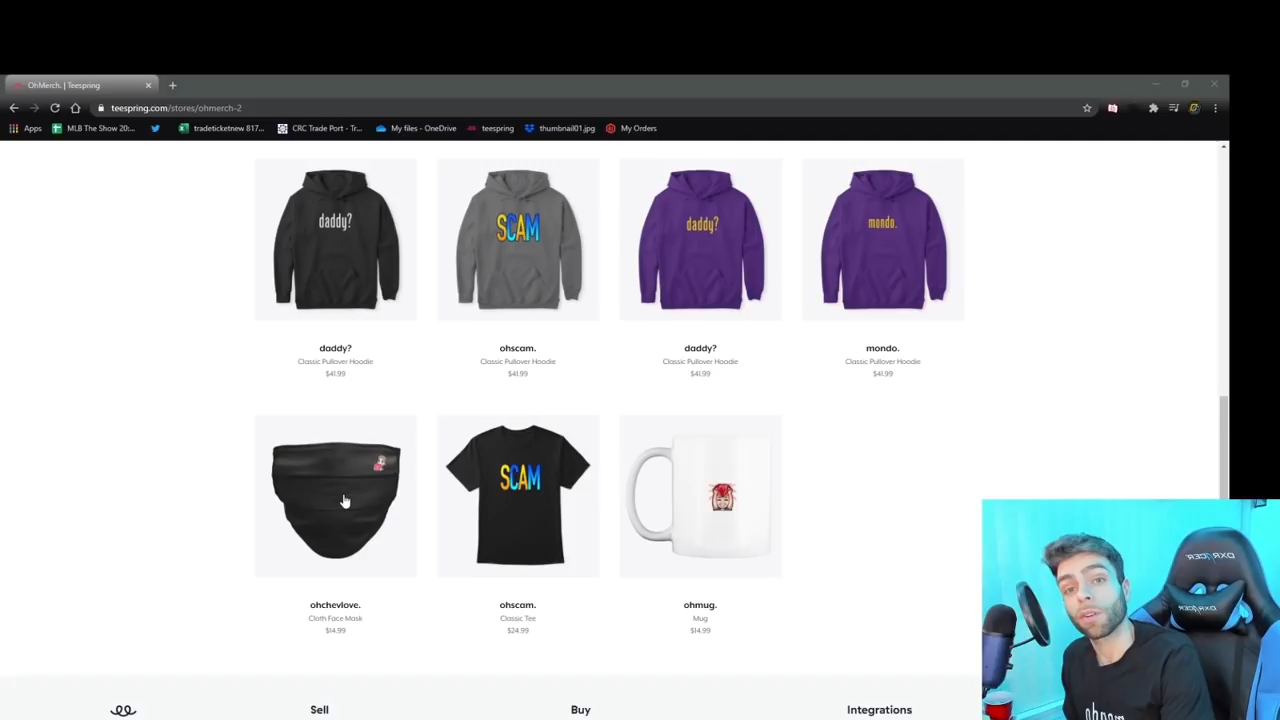 OhMerch. | Teespring
teespring.com/stores/ohmerch-2
Apps
MLB The Show 20:...
tradeticketnew 817...
CRC Trade Port - Tr...
My files - OneDrive
teespring
thumbnail01.jpg
My Orders
daddy?
SCAM
daddy?
mondo.
daddy?
Classic Pullover Hoodie
$41.99
ohscam.
Classic Pullover Hoodie
$41.99
daddy?
Classic Pullover Hoodie
$41.99
mondo.
Classic Pullover Hoodie
$41.99
SCAM
ohchevlove.
Cloth Face Mask
$14.99
ohscam.
Classic Tee
$24.99
ohmug.
Mug
$14.99
Sell
Buy
Integrations
DXRACER
DXRACER